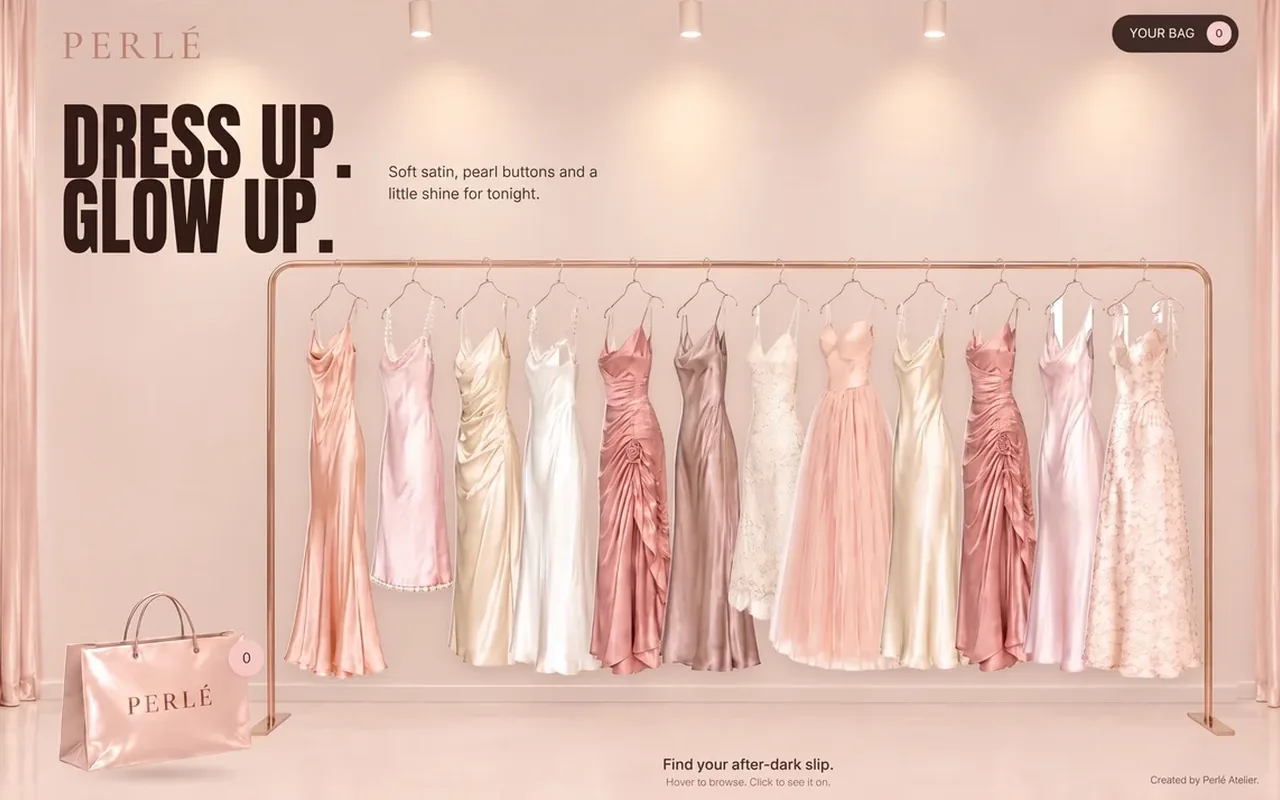 PERLÉ
YOUR BAG 0
DRESS UP.
GLOW UP.
Soft satin, pearl buttons and a
little shine for tonight.
0
PERLÉ
Find your after-dark slip.
Hover to browse. Click to see it on.
Created by Perlé Atelier.